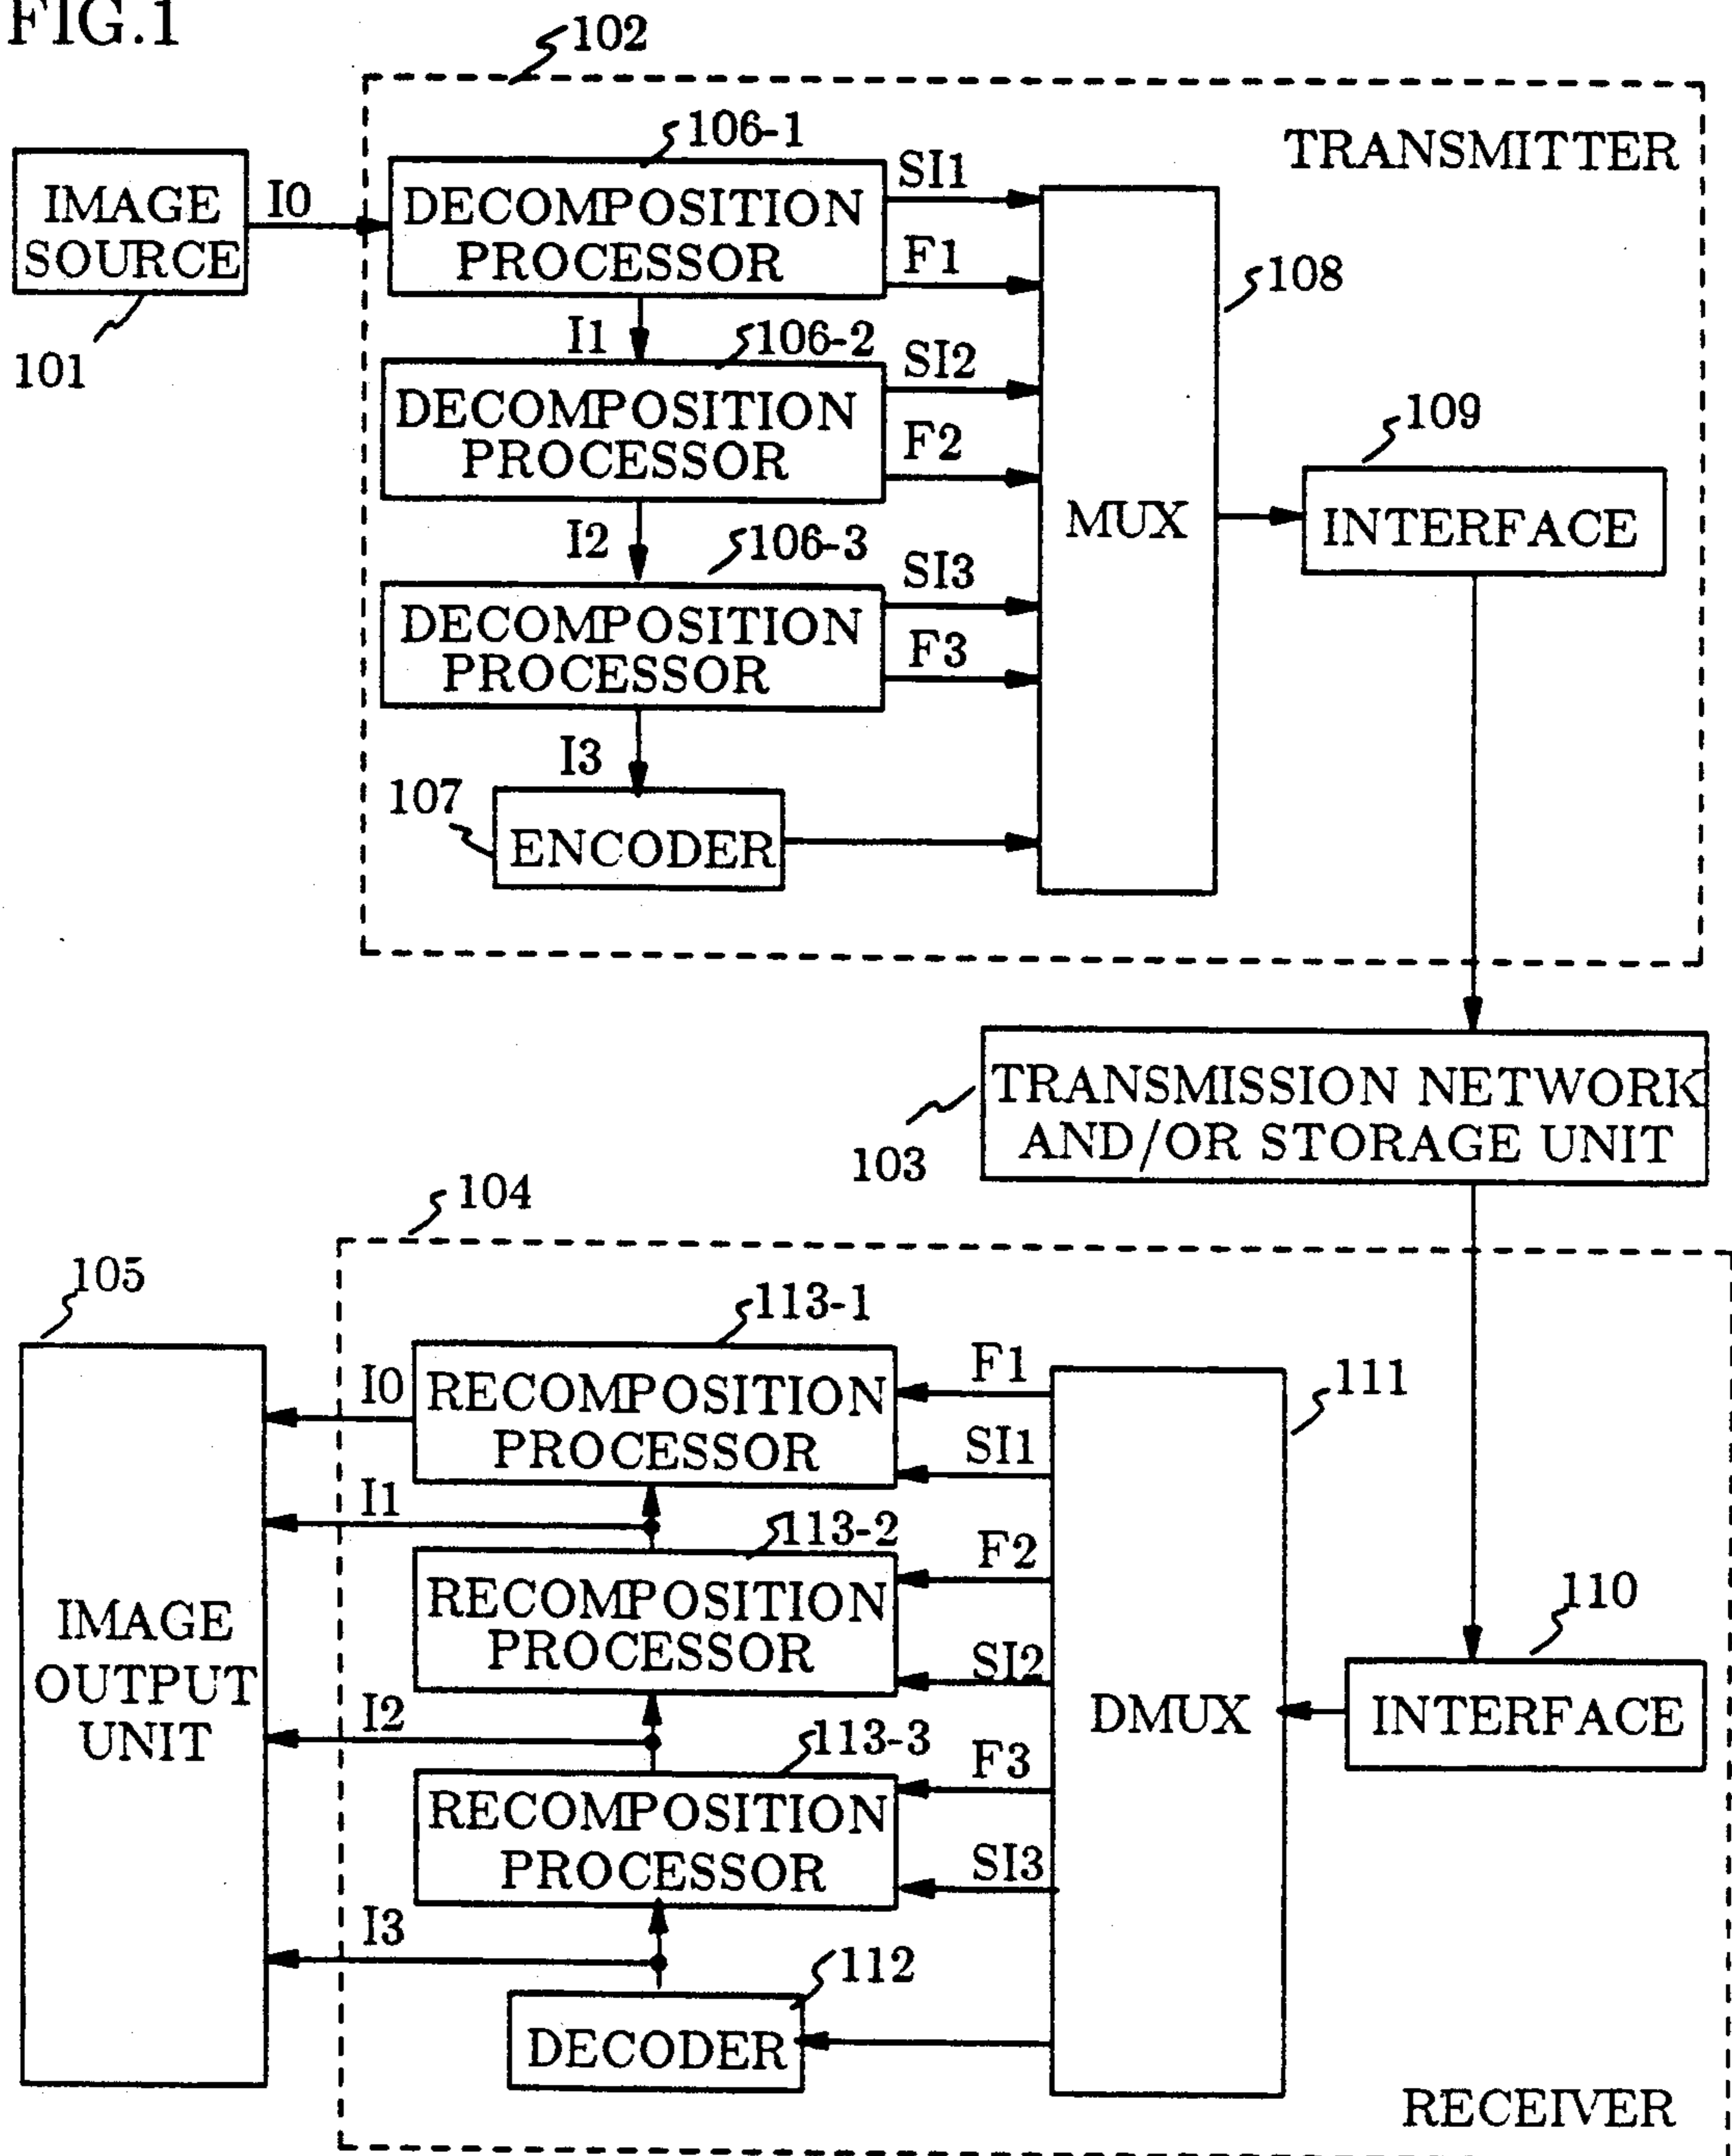 FIG.1
102
TRANSMITTER
106-1
IMAGE
SOURCE
101
I0
DECOMPOSITION
PROCESSOR
SI1
F1
108
I1
106-2
DECOMPOSITION
PROCESSOR
SI2
F2
MUX
109
INTERFACE
I2
106-3
DECOMPOSITION
PROCESSOR
SI3
F3
I3
107
ENCODER
103
TRANSMISSION NETWORK
AND/OR STORAGE UNIT
104
105
IMAGE
OUTPUT
UNIT
113-1
I0
RECOMPOSITION
PROCESSOR
F1
SI1
111
I1
113-2
RECOMPOSITION
PROCESSOR
F2
SI2
DMUX
110
INTERFACE
I2
113-3
RECOMPOSITION
PROCESSOR
F3
SI3
I3
112
DECODER
RECEIVER